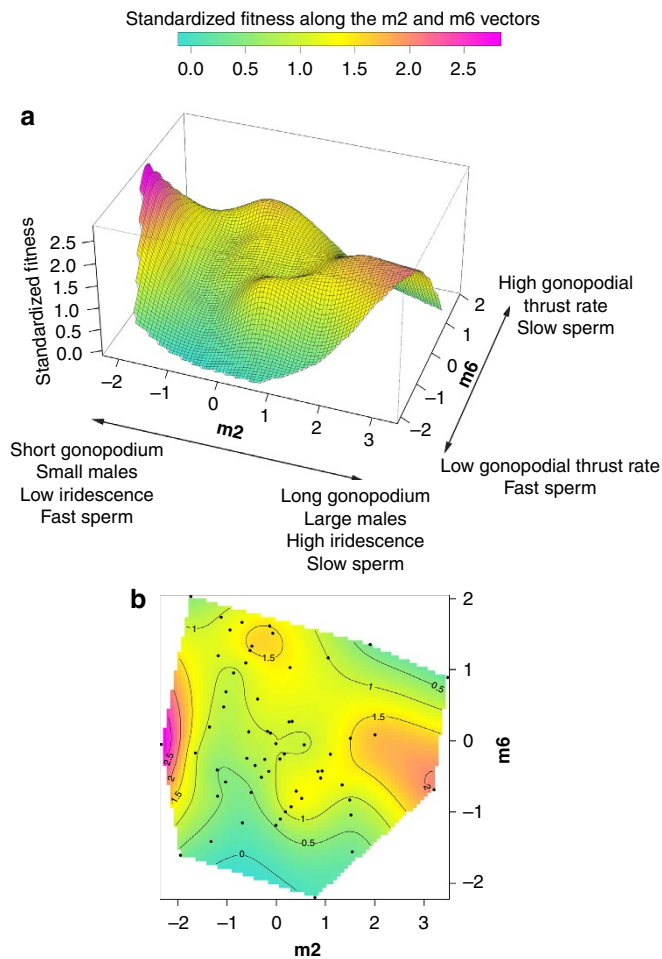 Standardized fitness along the m2 and m6 vectors
0.0 0.5 1.0 1.5 2.0 2.5
a
Standardized fitness
2.5
2.0
1.5
1.0
0.5
0.0
−2 −1 0 1 2 3
m2
2
1
0
−1
−2
m6
High gonopodial
thrust rate
Slow sperm
Low gonopodial thrust rate
Fast sperm
Short gonopodium
Small males
Low iridescence
Fast sperm
Long gonopodium
Large males
High iridescence
Slow sperm
b
1
1.5
1
0.5
1.5
2.5
2
1.5
2
1
0.5
0
2
1
0
−1
−2
m6
−2 −1 0 1 2 3
m2